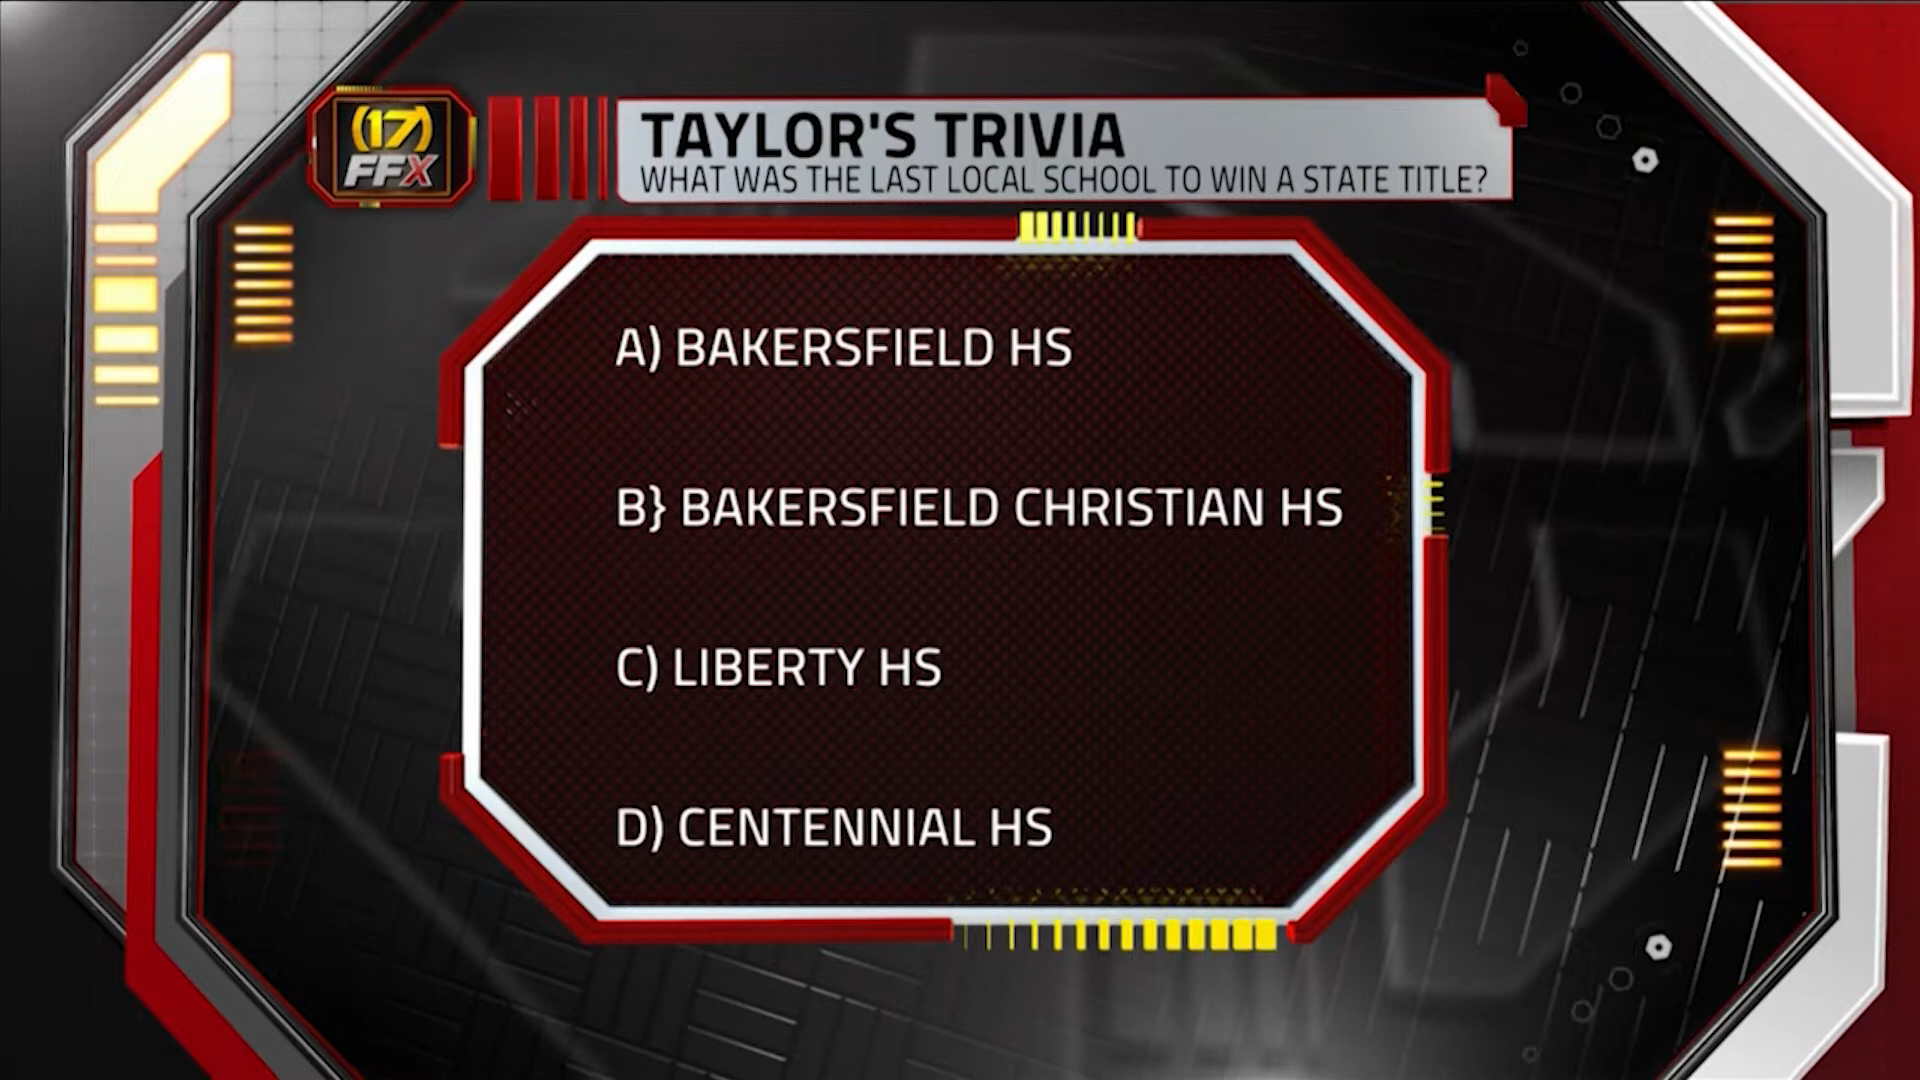 (17)
FFX
TAYLOR'S TRIVIA
WHAT WAS THE LAST LOCAL SCHOOL TO WIN A STATE TITLE?
A) BAKERSFIELD HS
B} BAKERSFIELD CHRISTIAN HS
C) LIBERTY HS
D) CENTENNIAL HS